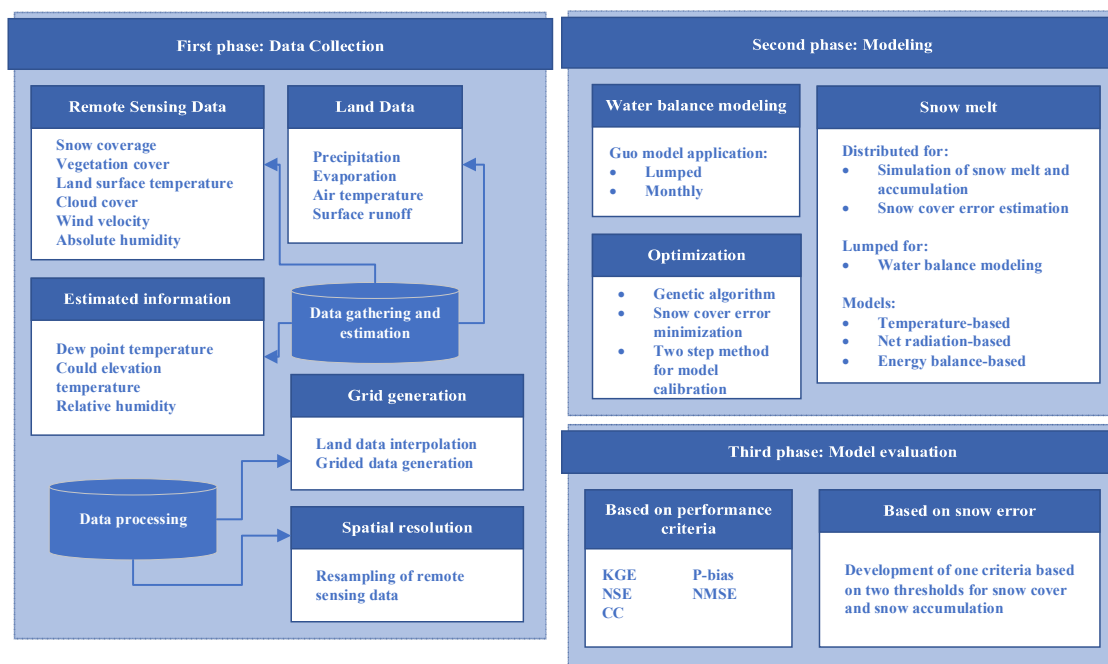 First phase: Data Collection
Remote Sensing Data
Snow coverage
Vegetation cover
Land surface temperature
Cloud cover
Wind velocity
Absolute humidity
Land Data
Precipitation
Evaporation
Air temperature
Surface runoff
Estimated information
Dew point temperature
Could elevation
temperature
Relative humidity
Data gathering and
estimation
Grid generation
Land data interpolation
Grided data generation
Data processing
Spatial resolution
Resampling of remote
sensing data
Second phase: Modeling
Water balance modeling
Guo model application:
• Lumped
• Monthly
Optimization
• Genetic algorithm
• Snow cover error
minimization
• Two step method
for model
calibration
Snow melt
Distributed for:
• Simulation of snow melt and
accumulation
• Snow cover error estimation
Lumped for:
• Water balance modeling
Models:
• Temperature-based
• Net radiation-based
• Energy balance-based
Third phase: Model evaluation
Based on performance
criteria
KGE P-bias
NSE NMSE
CC
Based on snow error
Development of one criteria based
on two thresholds for snow cover
and snow accumulation